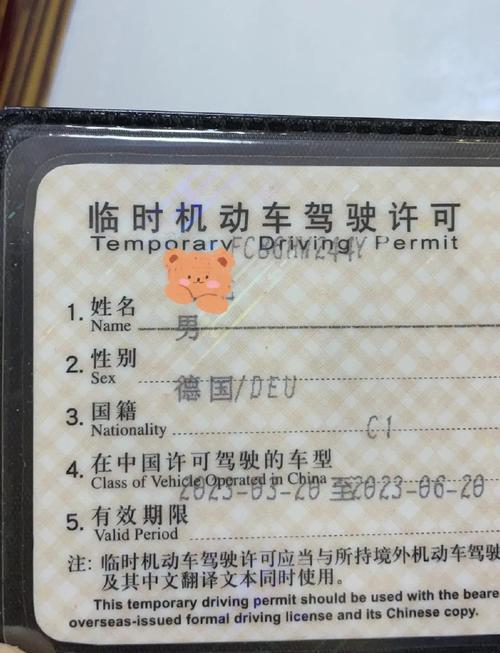 临时机动车驾驶许可
Temporary Driving Permit
1. 姓名
Name
男
2. 性别
Sex
德国/DEU
3. 国籍
Nationality
C1
4. 在中国许可驾驶的车型
Class of Vehicle Operated in China
2023-03-20 至2023-06-20
5. 有效期限
Valid Period
注: 临时机动车驾驶许可应当与所持境外机动车驾驶
及其中文翻译文本同时使用。
This temporary driving permit should be used with the beare
overseas-issued formal driving license and its Chinese copy.